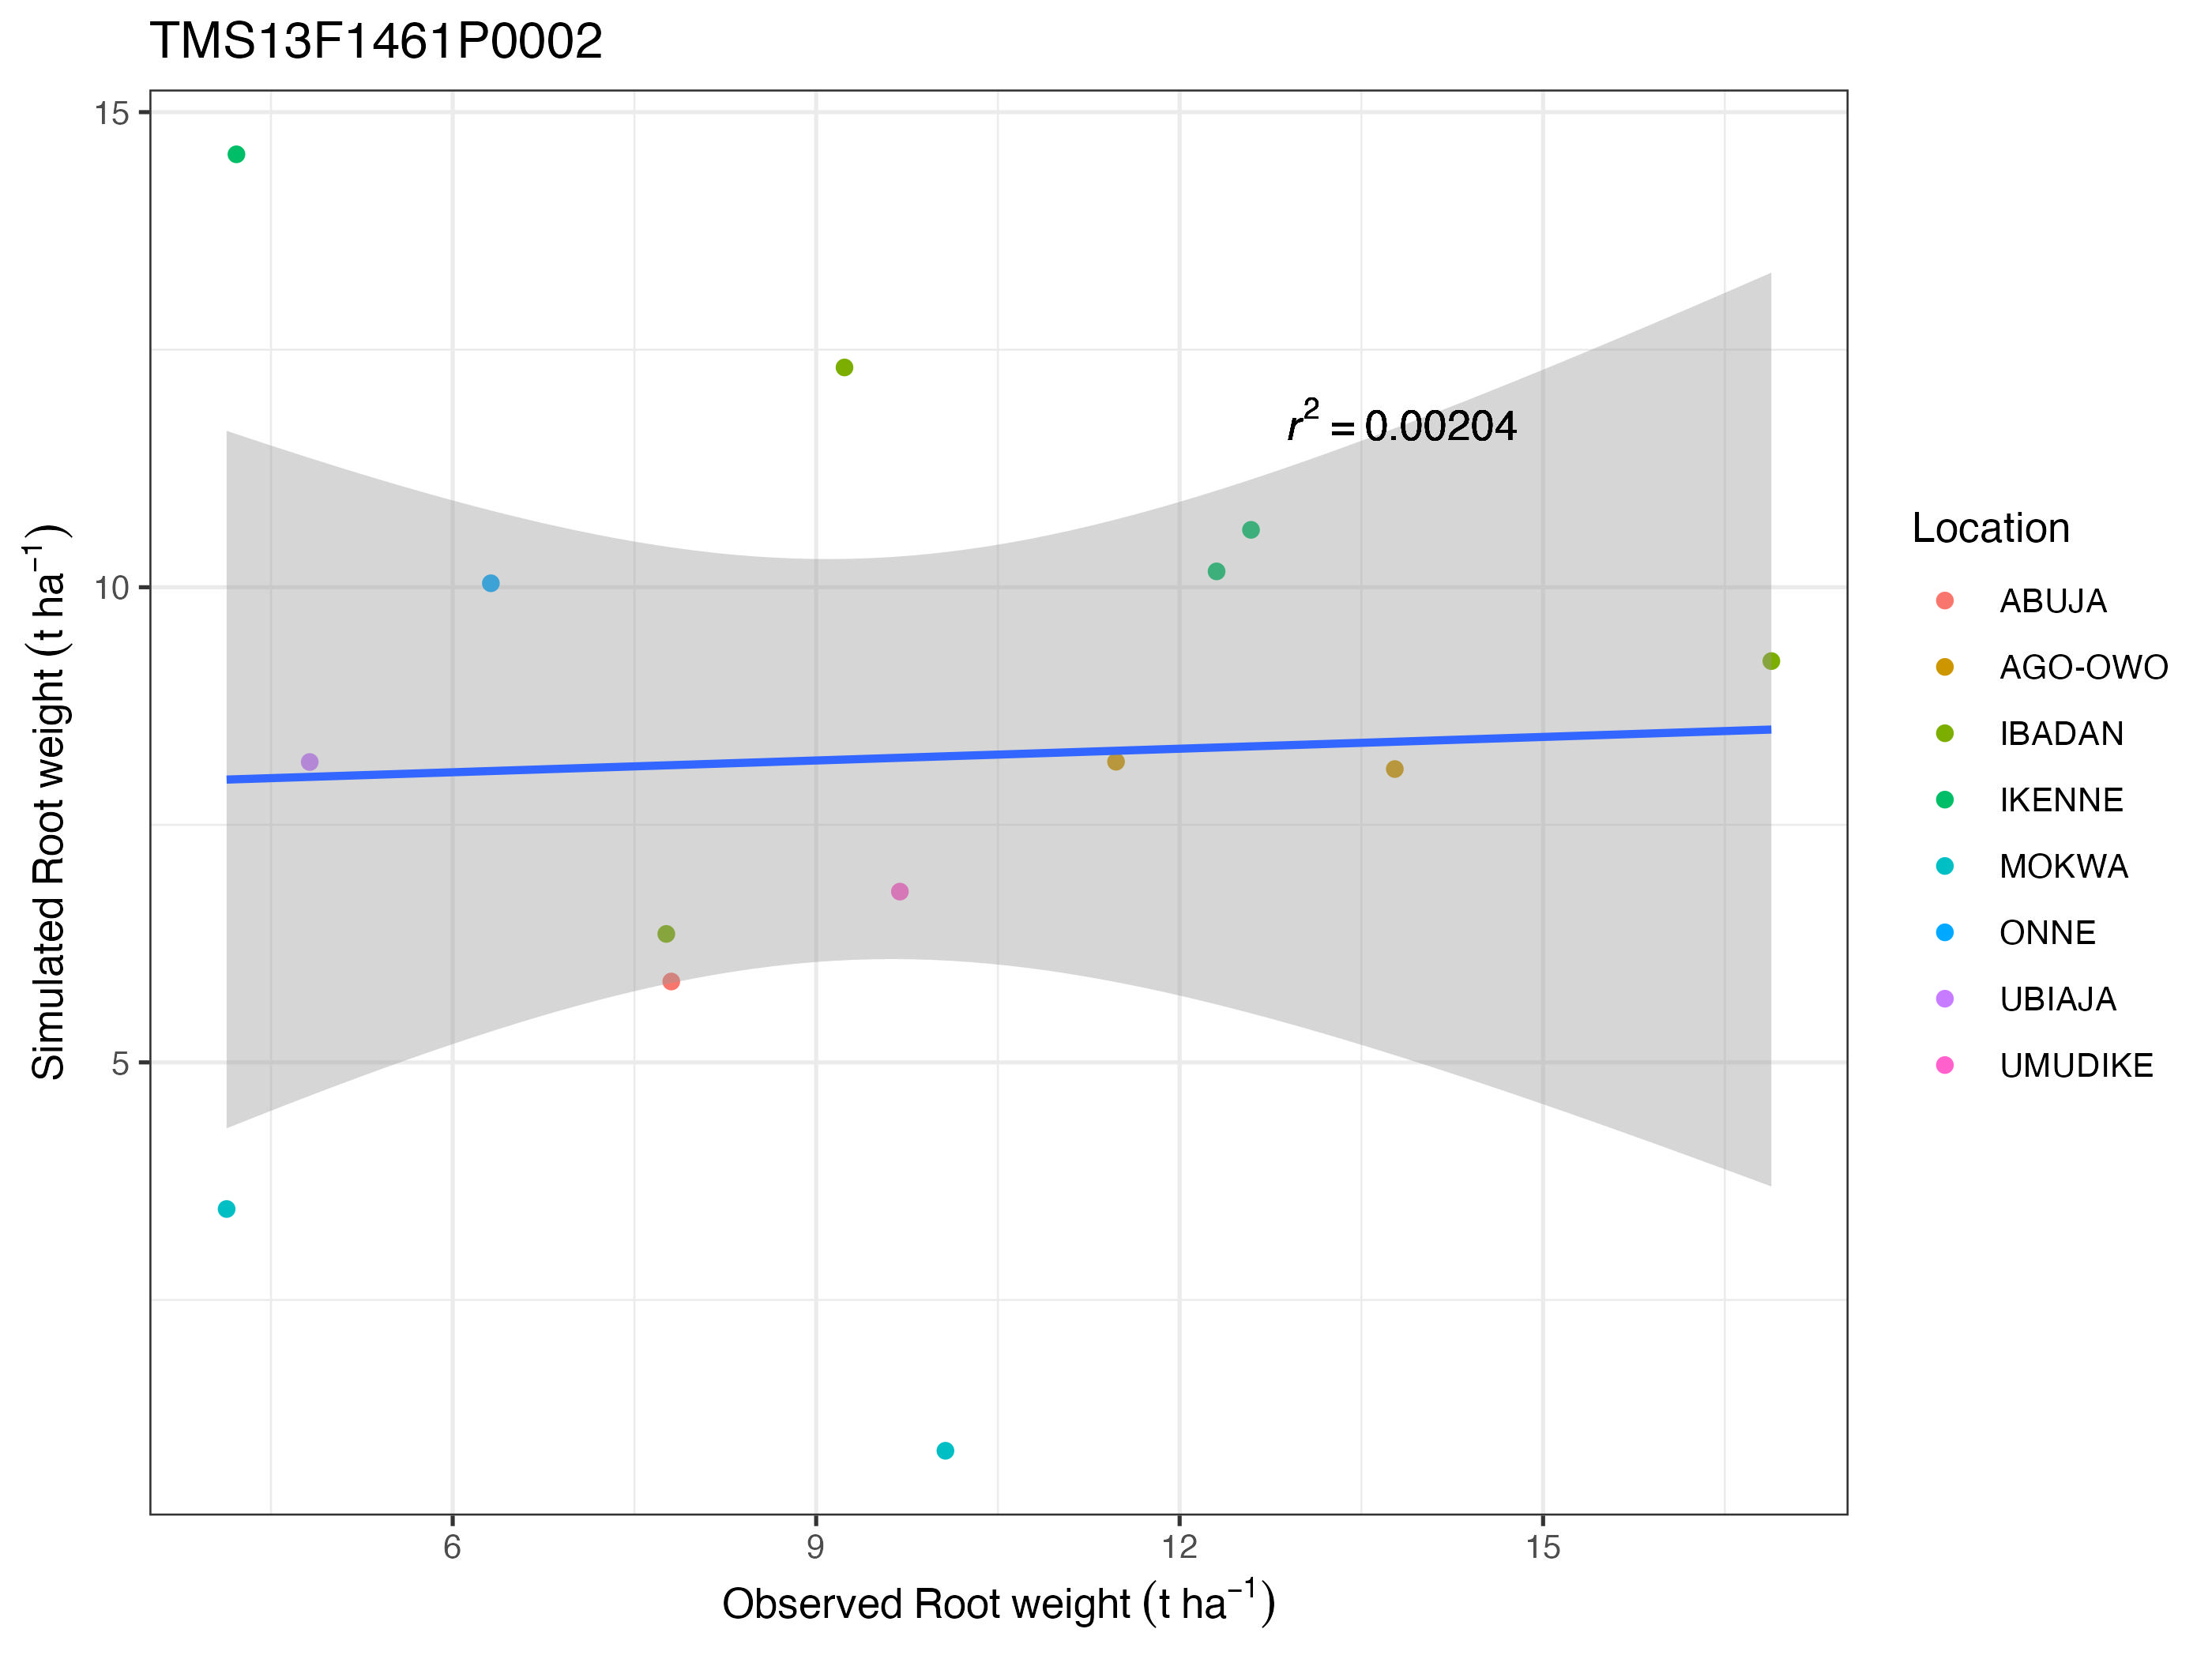 TMS13F1461P0002
15
10
5
Simulated Root weight (t ha⁻¹)
r² = 0.00204
6 9 12 15
Observed Root weight (t ha⁻¹)
Location
ABUJA
AGO-OWO
IBADAN
IKENNE
MOKWA
ONNE
UBIAJA
UMUDIKE